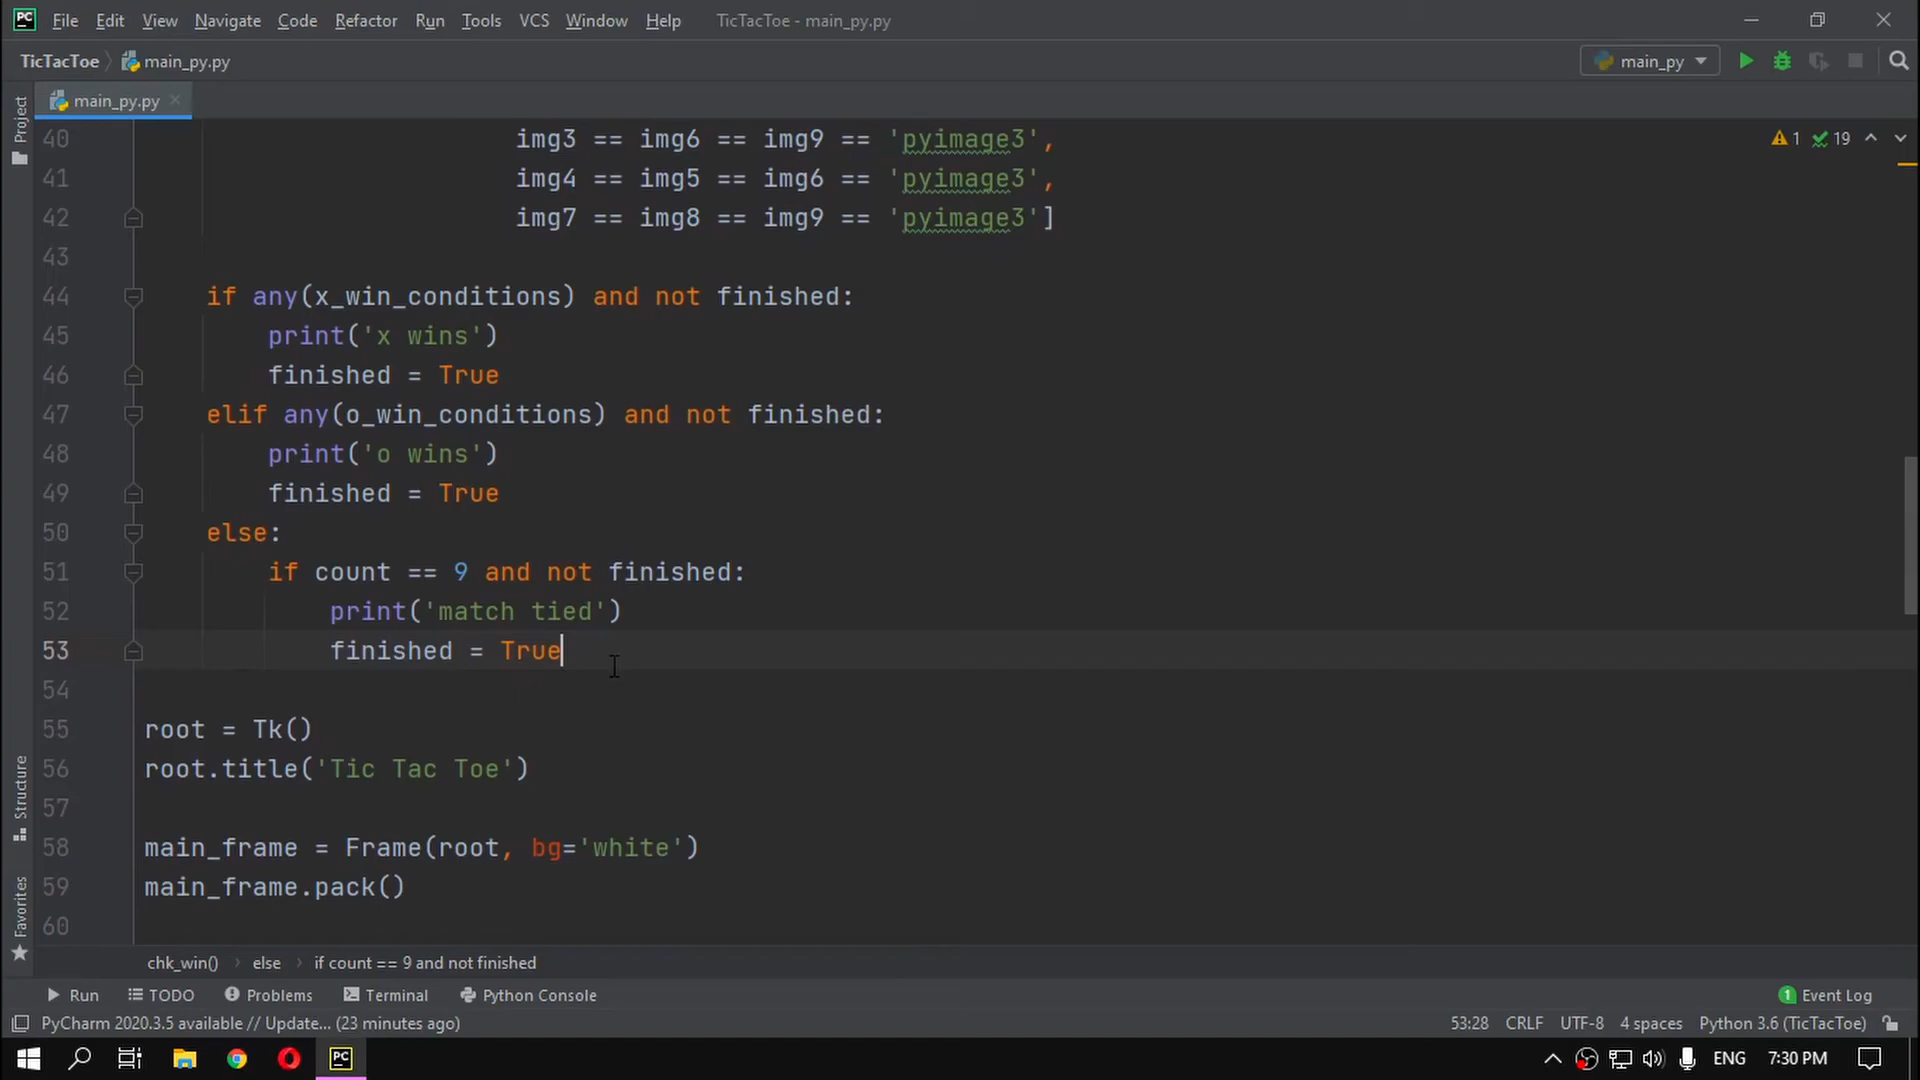 PC File Edit View Navigate Code Refactor Run Tools VCS Window Help TicTacToe - main_py.py
TicTacToe main_py.py main_py
main_py.py
Project
Structure
Favorites
1 19
40 img3 == img6 == img9 == 'pyimage3',
41 img4 == img5 == img6 == 'pyimage3',
42 img7 == img8 == img9 == 'pyimage3']
43
44 if any(x_win_conditions) and not finished:
45 print('x wins')
46 finished = True
47 elif any(o_win_conditions) and not finished:
48 print('o wins')
49 finished = True
50 else:
51 if count == 9 and not finished:
52 print('match tied')
53 finished = True
54
55 root = Tk()
56 root.title('Tic Tac Toe')
57
58 main_frame = Frame(root, bg='white')
59 main_frame.pack()
60
chk_win() else if count == 9 and not finished
Run TODO Problems Terminal Python Console 1 Event Log
PyCharm 2020.3.5 available // Update... (23 minutes ago) 53:28 CRLF UTF-8 4 spaces Python 3.6 (TicTacToe)
PC ENG 7:30 PM